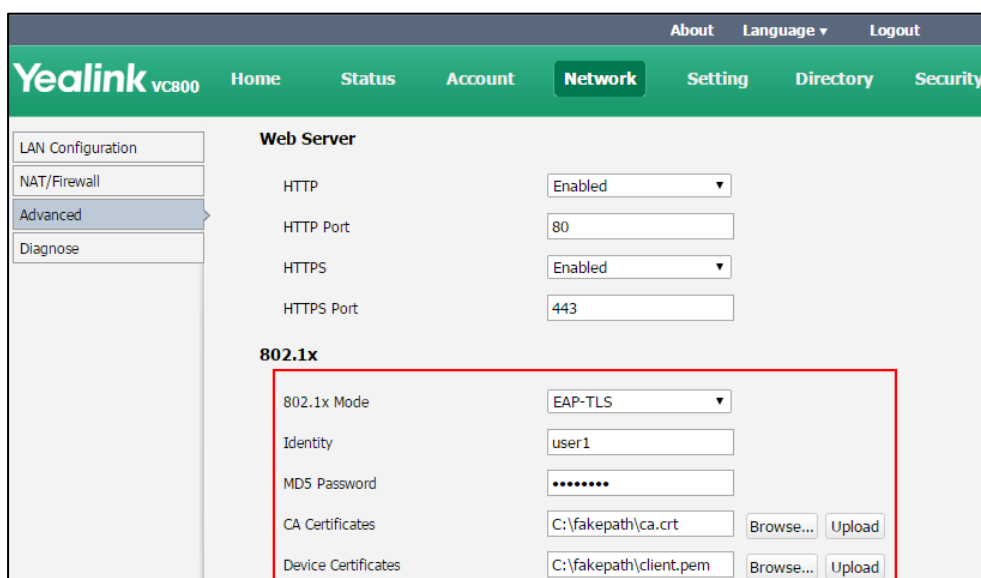 About Language ▾ Logout
Yealink VC800 Home Status Account Network Setting Directory Security
LAN Configuration
NAT/Firewall
Advanced
Diagnose
Web Server
HTTP Enabled ▼
HTTP Port 80
HTTPS Enabled ▼
HTTPS Port 443
802.1x
802.1x Mode EAP-TLS ▼
Identity user1
MD5 Password ••••••••
CA Certificates C:\fakepath\ca.crt Browse... Upload
Device Certificates C:\fakepath\client.pem Browse... Upload